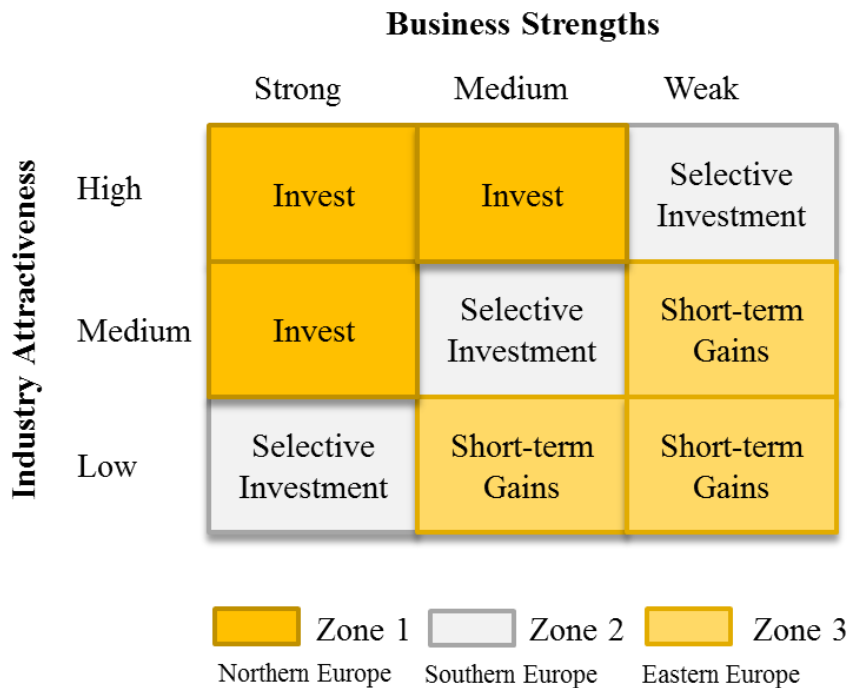 Business Strengths
Strong Medium Weak
Industry Attractiveness
High
Invest
Invest
Selective
Investment
Medium
Invest
Selective
Investment
Short-term
Gains
Low
Selective
Investment
Short-term
Gains
Short-term
Gains
Zone 1 Zone 2 Zone 3
Northern Europe Southern Europe Eastern Europe